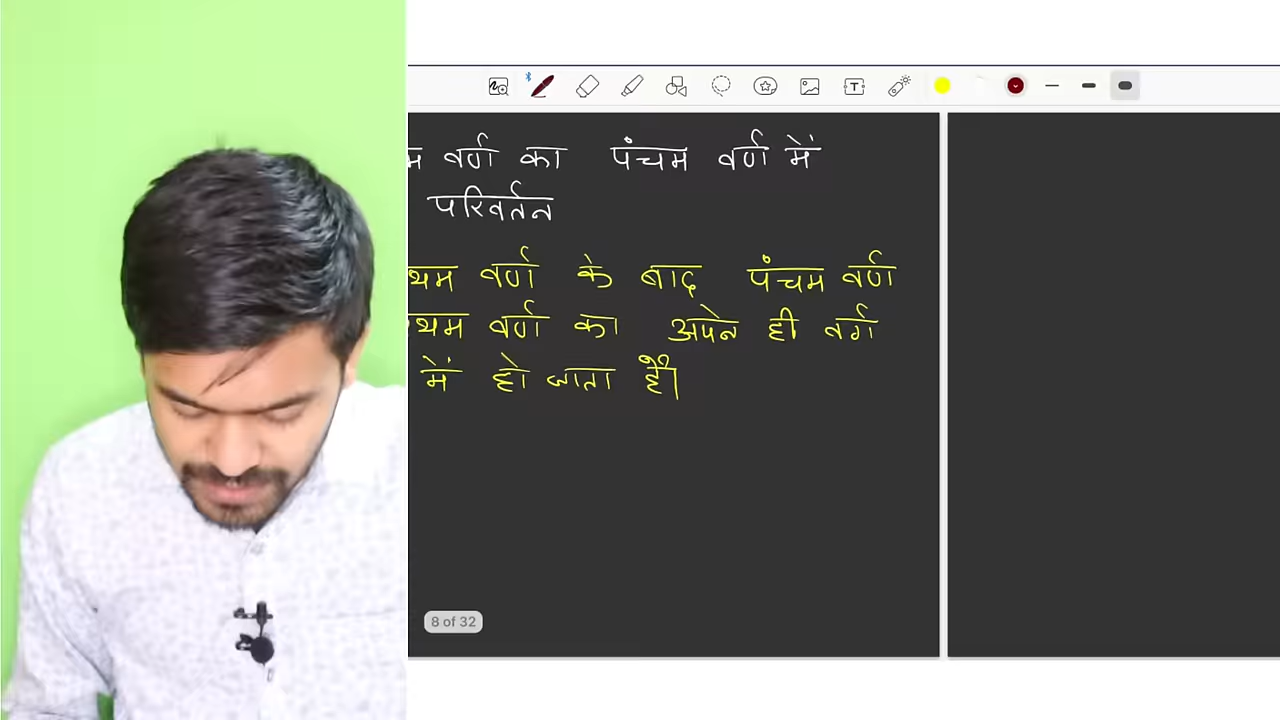 वर्ण का पंचम वर्ण में
परिवर्तन
थम वर्ण के बाद पंचम वर्ण
थम वर्ण का अपने ही वर्ग
में हो जाता है।
8 of 32